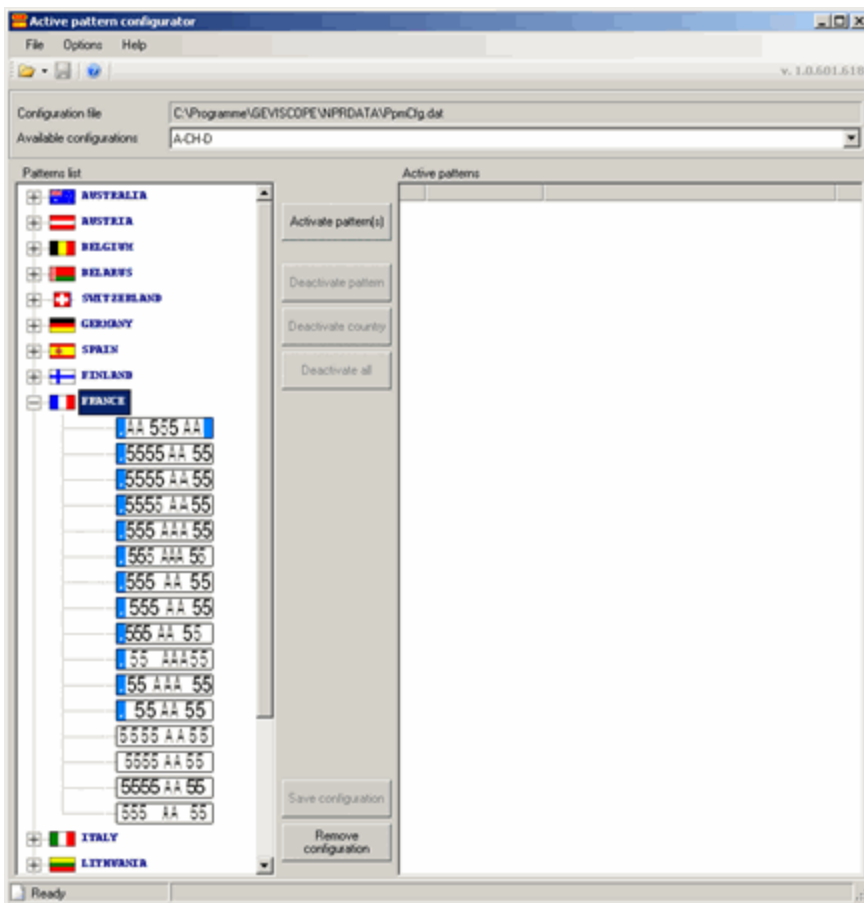 Active pattern configurator
File Options Help
v. 1.0.601.618
Configuration file C:\Programme\GEVISCOPE\NPRDATA\PpmCfg.dat
Available configurations A-CH-D
Patterns list
Active patterns
AUSTRALIA
AUSTRIA
BELGIUM
BELARUS
SWITZERLAND
GERMANY
SPAIN
FINLAND
FRANCE
AA 555 AA
5555 AA 55
5555 AA 55
5555 AA 55
555 AAA 55
555 AAA 55
555 AA 55
555 AA 55
555 AA 55
55 AAA55
55 AAA 55
55 AA 55
5555 AA 55
5555 AA 55
5555 AA 55
555 AA 55
ITALY
LITHVANIA
Activate pattern(s)
Deactivate pattern
Deactivate country
Deactivate all
Save configuration
Remove
configuration
Ready